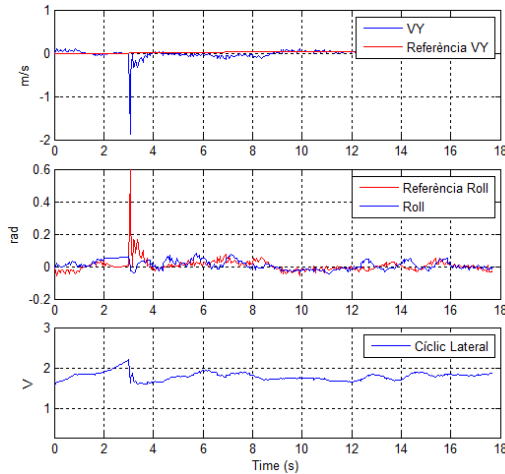 1
VY
Referència VY
0
m/s
-1
-2
0 2 4 6 8 10 12 14 16 18
0.6
Referència Roll
Roll
0.4
rad
0.2
0
-0.2
0 2 4 6 8 10 12 14 16 18
3
Cíclic Lateral
2
V
1
0 2 4 6 8 10 12 14 16 18
Time (s)